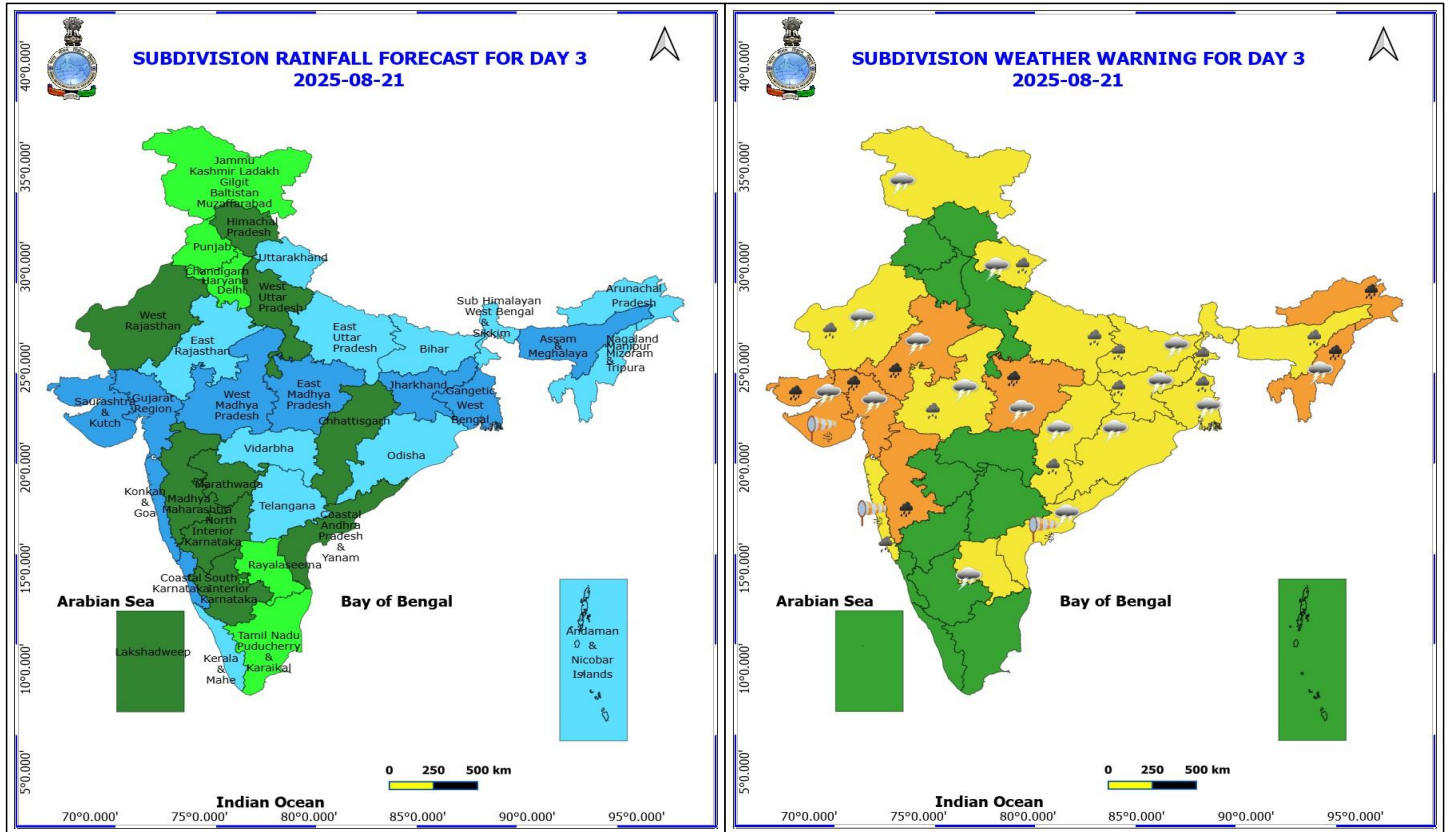 SUBDIVISION RAINFALL FORECAST FOR DAY 3
2025-08-21
40°0.000'
35°0.000'
30°0.000'
25°0.000'
20°0.000'
15°0.000'
10°0.000'
5°0.000'
Jammu
Kashmir Ladakh
Gilgit
Baltistan
Muzaffarabad
Himachal
Pradesh
Punjab
Uttarakhand
Chandigarh
Haryana
Delhi
West
Uttar
Pradesh
West
Rajasthan
East
Rajasthan
East
Uttar
Pradesh
Bihar
Sub Himalayan
West Bengal
&
Sikkim
Arunachal
Pradesh
Assam
&
Meghalaya
Nagaland
Manipur
Mizoram
&
Tripura
Saurashtra
&
Kutch
Gujarat
Region
West
Madhya
Pradesh
East
Madhya
Pradesh
Jharkhand
Gangetic
West
Bengal
Chhattisgarh
Vidarbha
Odisha
Konkan
&
Goa
Madhya
Maharashtra
Marathwada
Telangana
North
Interior
Karnataka
Coastal
Andhra
Pradesh
&
Yanam
Rayalaseema
Coastal
Karnataka
South
Interior
Karnataka
Tamil Nadu
Puducherry
&
Karaikal
Kerala
&
Mahe
Lakshadweep
Andaman
&
Nicobar
Islands
Arabian Sea
Bay of Bengal
Indian Ocean
0 250 500 km
70°0.000' 75°0.000' 80°0.000' 85°0.000' 90°0.000' 95°0.000'
SUBDIVISION WEATHER WARNING FOR DAY 3
2025-08-21
40°0.000'
35°0.000'
30°0.000'
25°0.000'
20°0.000'
15°0.000'
10°0.000'
5°0.000'
Arabian Sea
Bay of Bengal
Indian Ocean
0 250 500 km
70°0.000' 75°0.000' 80°0.000' 85°0.000' 90°0.000' 95°0.000'